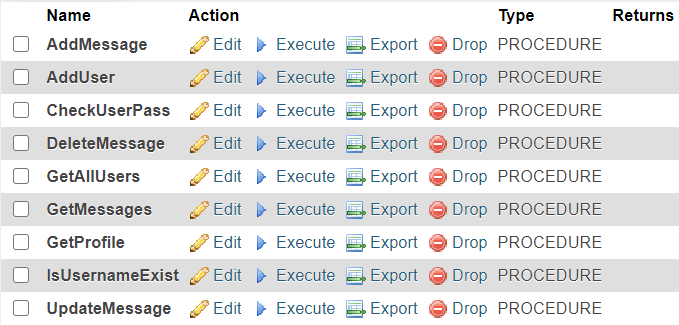 Name Action Type Returns
AddMessage Edit Execute Export Drop PROCEDURE
AddUser Edit Execute Export Drop PROCEDURE
CheckUserPass Edit Execute Export Drop PROCEDURE
DeleteMessage Edit Execute Export Drop PROCEDURE
GetAllUsers Edit Execute Export Drop PROCEDURE
GetMessages Edit Execute Export Drop PROCEDURE
GetProfile Edit Execute Export Drop PROCEDURE
IsUsernameExist Edit Execute Export Drop PROCEDURE
UpdateMessage Edit Execute Export Drop PROCEDURE